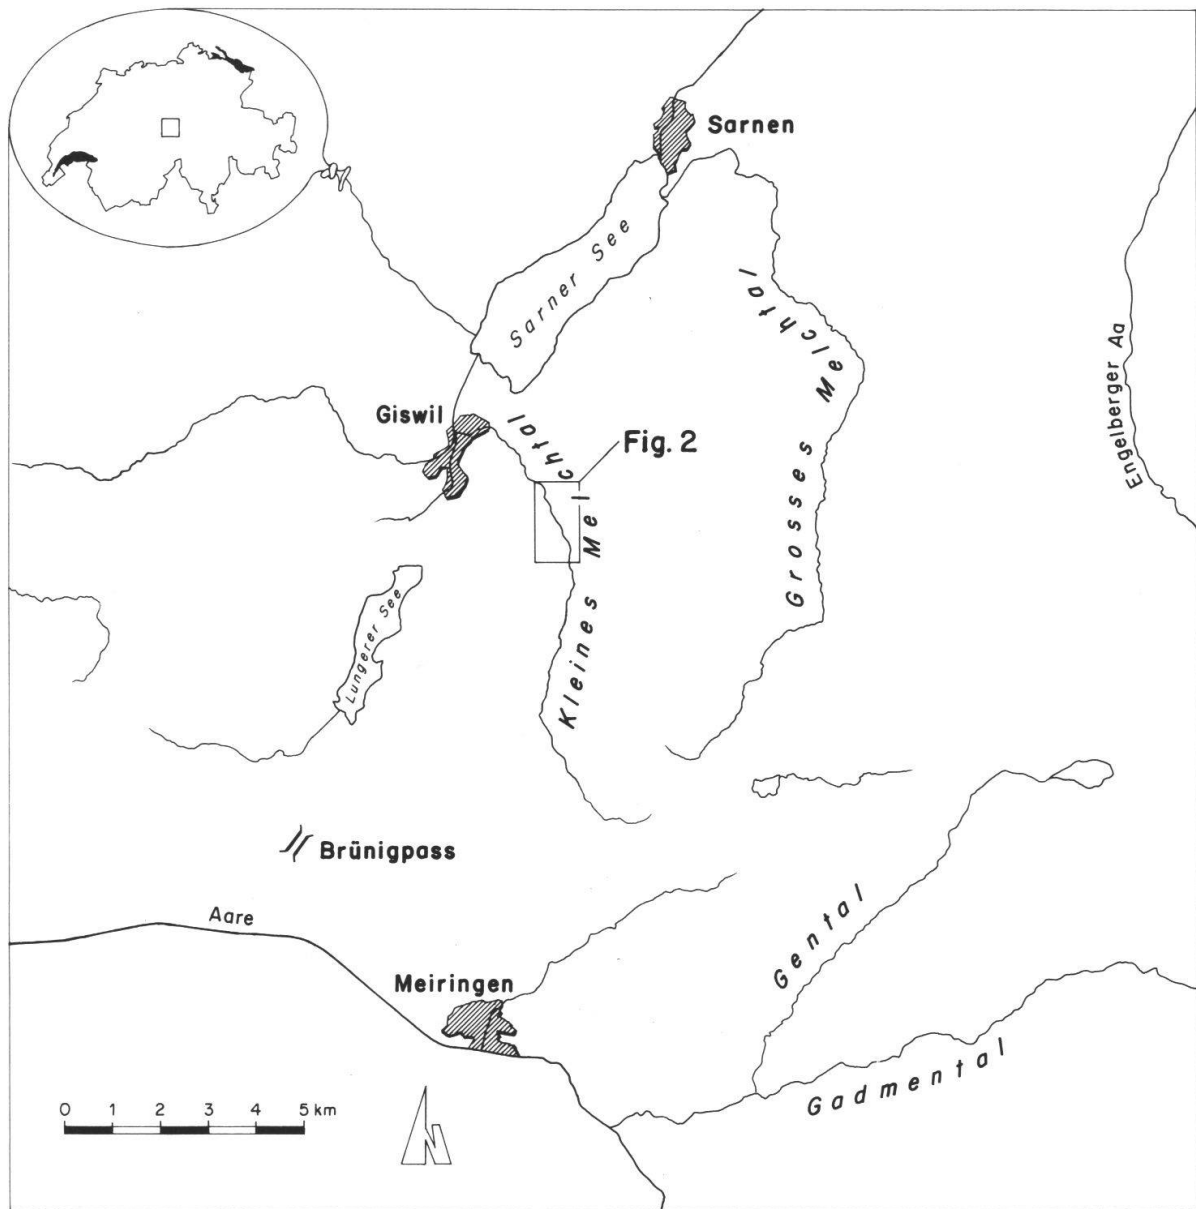 Sarnen
Sarner See
Grosses Melchtal
Engelberger Aa
Giswil
Fig. 2
Kleines Melchtal
Lungerer See
Brünigpass
Aare
Gental
Meiringen
Gadmental
0 1 2 3 4 5 km
N